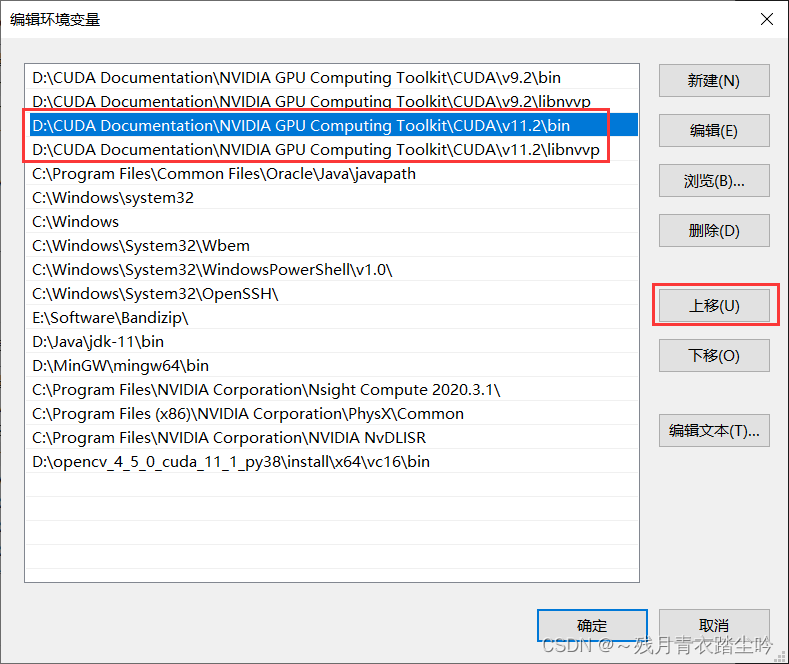 编辑环境变量
D:\CUDA Documentation\NVIDIA GPU Computing Toolkit\CUDA\v9.2\bin
D:\CUDA Documentation\NVIDIA GPU Computing Toolkit\CUDA\v9.2\libnvvp
D:\CUDA Documentation\NVIDIA GPU Computing Toolkit\CUDA\v11.2\bin
D:\CUDA Documentation\NVIDIA GPU Computing Toolkit\CUDA\v11.2\libnvvp
C:\Program Files\Common Files\Oracle\Java\javapath
C:\Windows\system32
C:\Windows
C:\Windows\System32\Wbem
C:\Windows\System32\WindowsPowerShell\v1.0\
C:\Windows\System32\OpenSSH\
E:\Software\Bandizip\
D:\Java\jdk-11\bin
D:\MinGW\mingw64\bin
C:\Program Files\NVIDIA Corporation\Nsight Compute 2020.3.1\
C:\Program Files (x86)\NVIDIA Corporation\PhysX\Common
C:\Program Files\NVIDIA Corporation\NVIDIA NvDLISR
D:\opencv_4_5_0_cuda_11_1_py38\install\x64\vc16\bin
新建(N)
编辑(E)
浏览(B)...
删除(D)
上移(U)
下移(O)
编辑文本(T)...
确定
取消
CSDN @～残月青衣踏尘吟